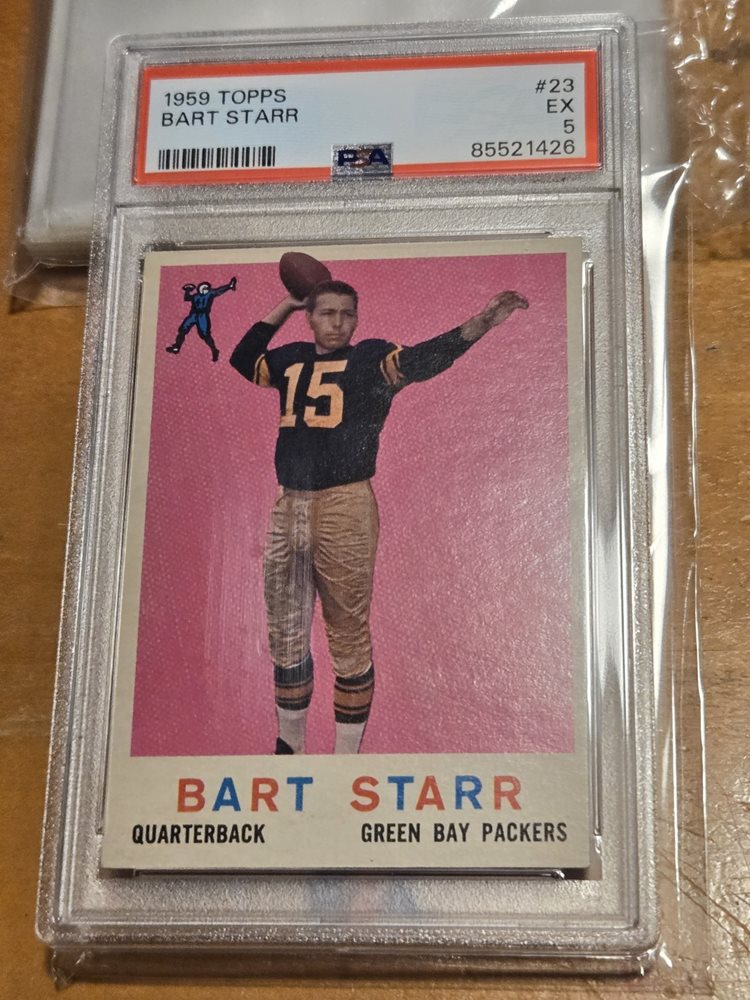 1959 TOPPS #23
BART STARR EX
5
PSA 85521426
15
BART STARR
QUARTERBACK GREEN BAY PACKERS